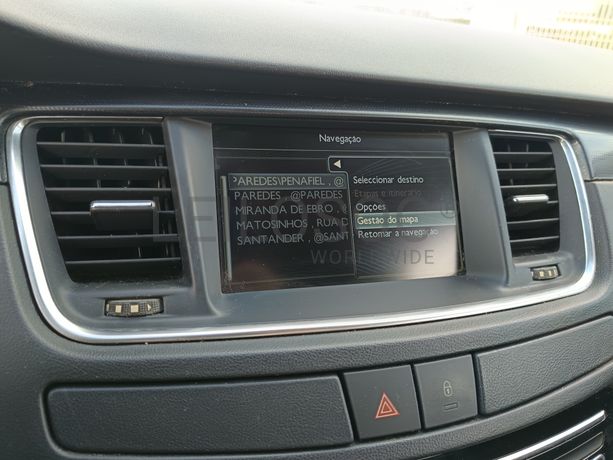 Navegação
PAREDES\PENAFIEL , @
PAREDES , @PAREDES
MIRANDA DE EBRO , @
MATOSINHOS , RUA D
SANTANDER , @SANT
Seleccionar destino
Etapas e itinerário
Opções
Gestão do mapa
Retomar a navegação
WORLDWIDE